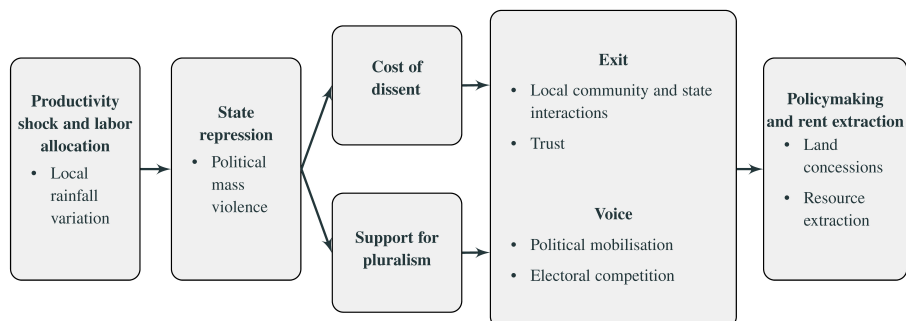 Productivity
shock and labor
allocation
• Local
rainfall
variation
State
repression
• Political
mass
violence
Cost of
dissent
Support for
pluralism
Exit
• Local community and state
interactions
• Trust
Voice
• Political mobilisation
• Electoral competition
Policymaking
and rent extraction
• Land
concessions
• Resource
extraction